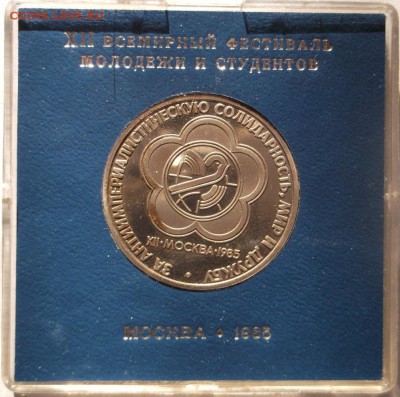 XII ВСЕМИРНЫЙ ФЕСТИВАЛЬ
МОЛОДЕЖИ И СТУДЕНТОВ
ЗА АНТИИМПЕРИАЛИСТИЧЕСКУЮ СОЛИДАРНОСТЬ, МИР И ДРУЖБУ
XII•МОСКВА•1985
МОСКВА • 1985